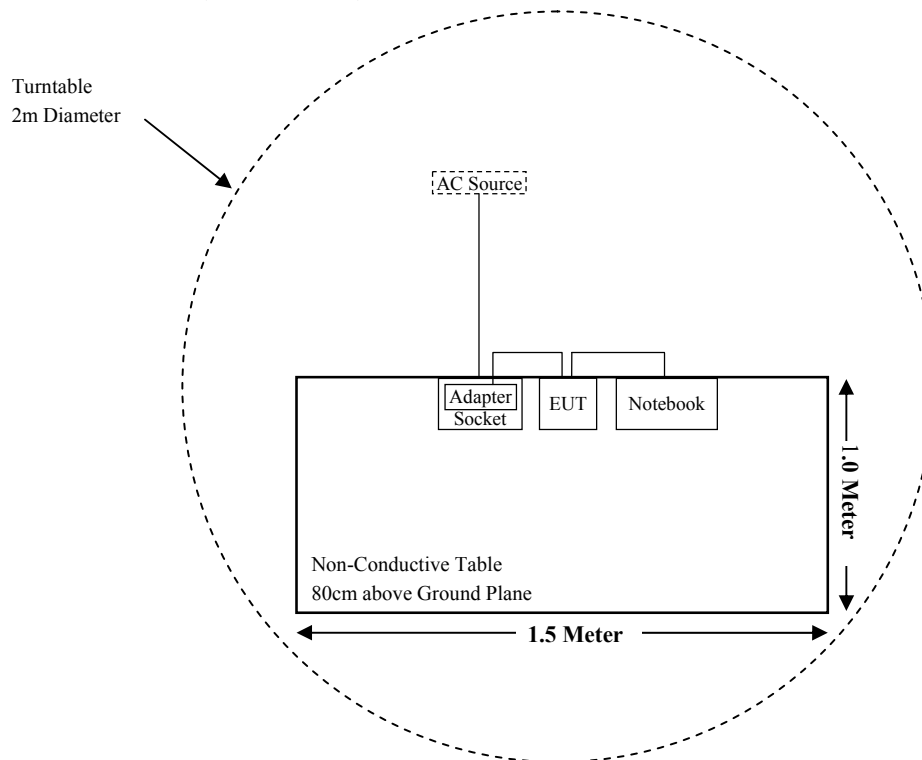 Turntable
2m Diameter
AC Source
Adapter
Socket
EUT
Notebook
1.0 Meter
Non-Conductive Table
80cm above Ground Plane
1.5 Meter